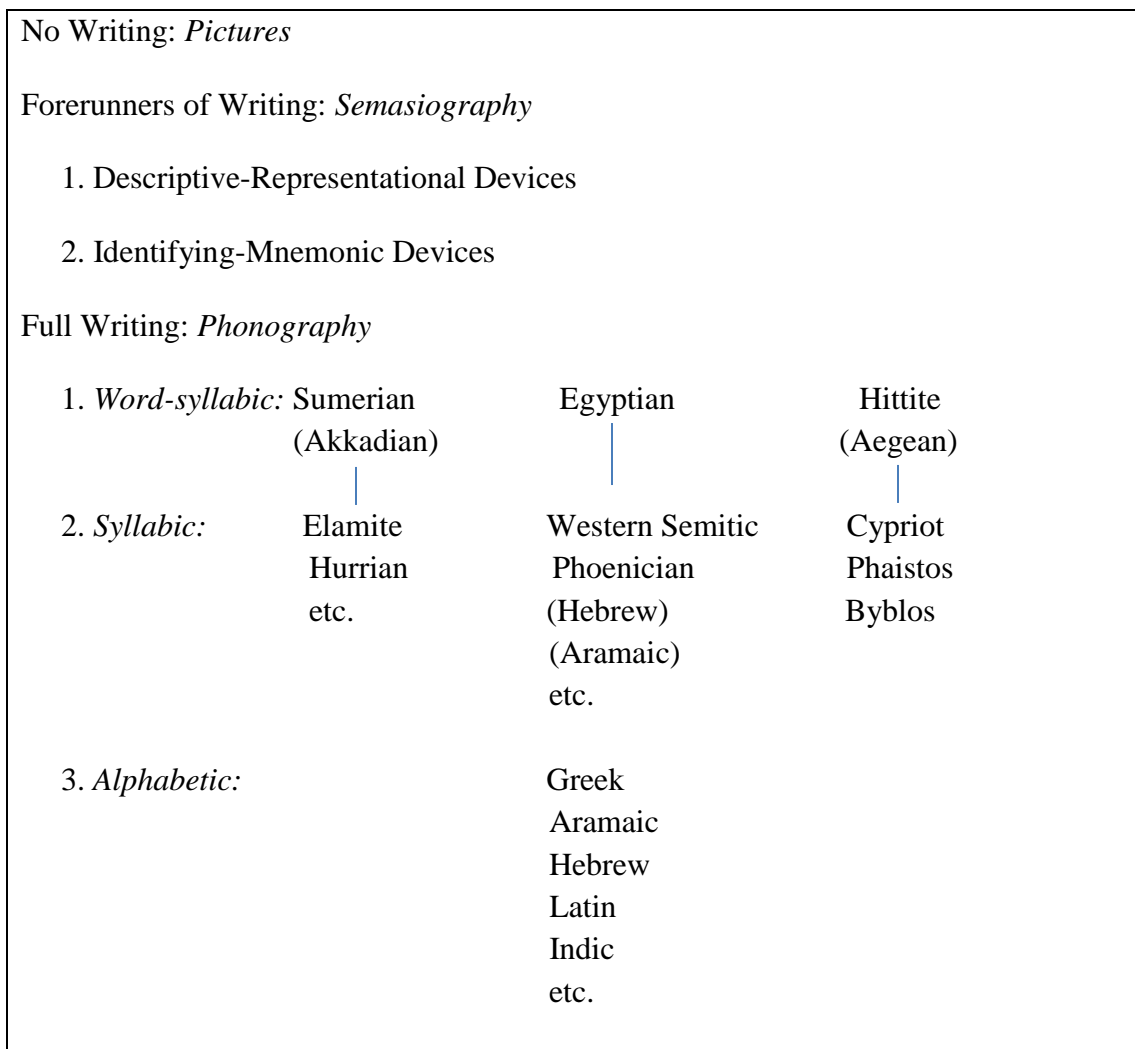 No Writing: Pictures
Forerunners of Writing: Semasiography
1. Descriptive-Representational Devices
2. Identifying-Mnemonic Devices
Full Writing: Phonography
1. Word-syllabic: Sumerian Egyptian Hittite
(Akkadian) (Aegean)
2. Syllabic: Elamite Western Semitic Cypriot
Hurrian Phoenician Phaistos
etc. (Hebrew) Byblos
(Aramaic)
etc.
3. Alphabetic: Greek
Aramaic
Hebrew
Latin
Indic
etc.